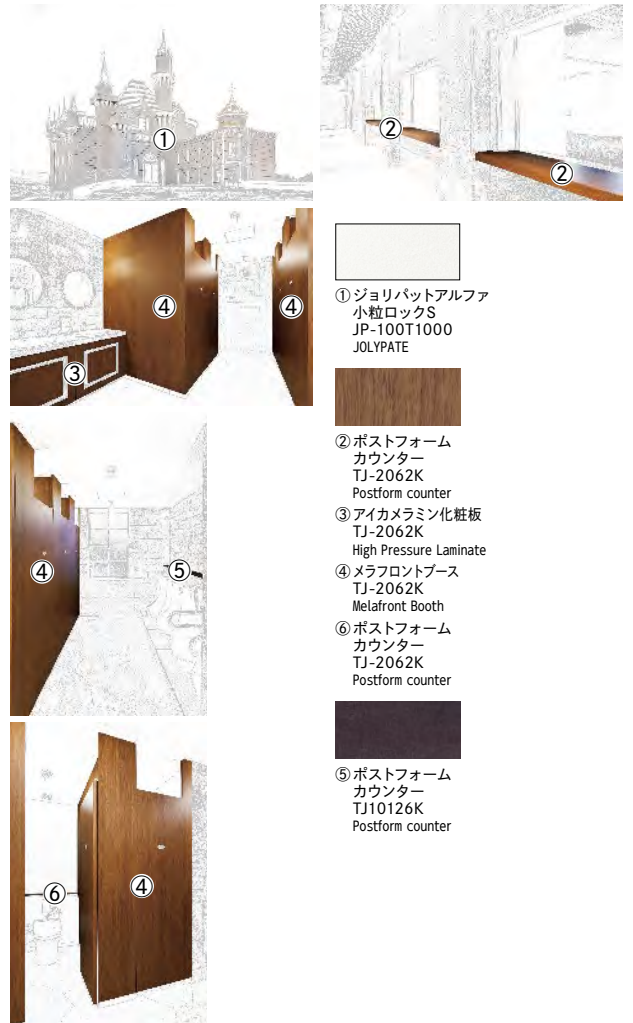 ①
②
②
④
④
③
④
⑤
⑥
④
①ジョリパットアルファ
小粒ロックS
JP-100T1000
JOLYPATE
②ポストフォーム
カウンター
TJ-2062K
Postform counter
③アイカメラミン化粧板
TJ-2062K
High Pressure Laminate
④メラフロントブース
TJ-2062K
Melafront Booth
⑥ポストフォーム
カウンター
TJ-2062K
Postform counter
⑤ポストフォーム
カウンター
TJ10126K
Postform counter